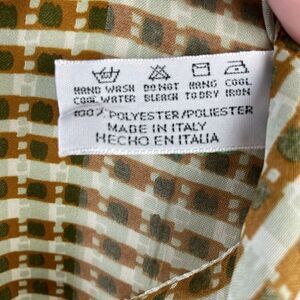 HAND WASH DO NOT HANG COOL
COOL WATER BLEACH TO DRY IRON
100% POLYESTER/POLIESTER
MADE IN ITALY
HECHO EN ITALIA